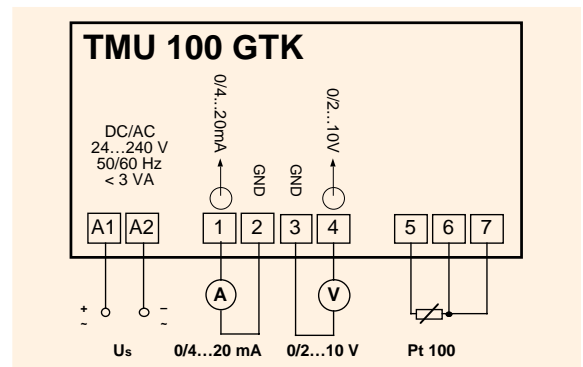 TMU 100 GTK
DC/AC
24…240 V
50/60 Hz
< 3 VA
0/4…20mA
GND
GND
0/2…10V
A1 A2 1 2 3 4 5 6 7
A V
+ –
~ ~
Us 0/4…20 mA 0/2…10 V Pt 100